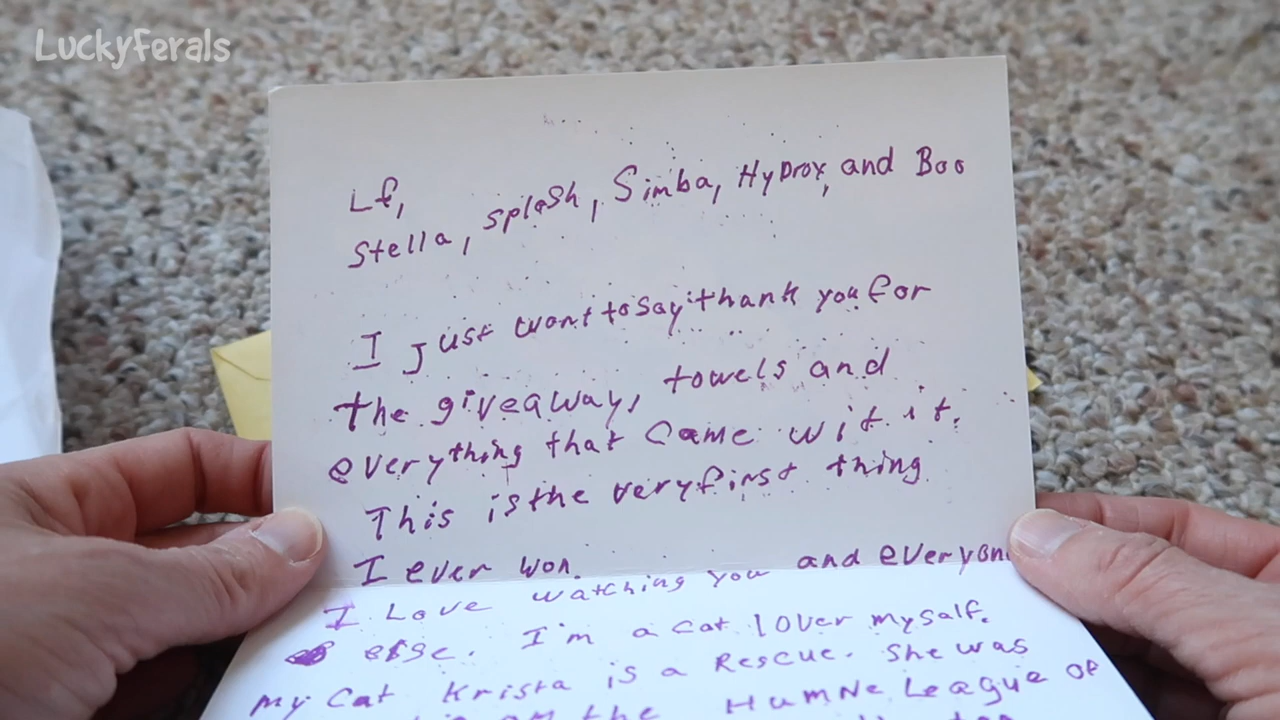 LuckyFerals
Lf,
Stella, splash, Simba, Hyprox, and Boo
I just want to say thank you for
the giveaway, towels and
everything that came wit it.
This is the very first thing
I ever won.
I Love watching you and everyone
else. I'm a cat lover mysalf.
my Cat Krista is a Rescue. She was
the Humne League of